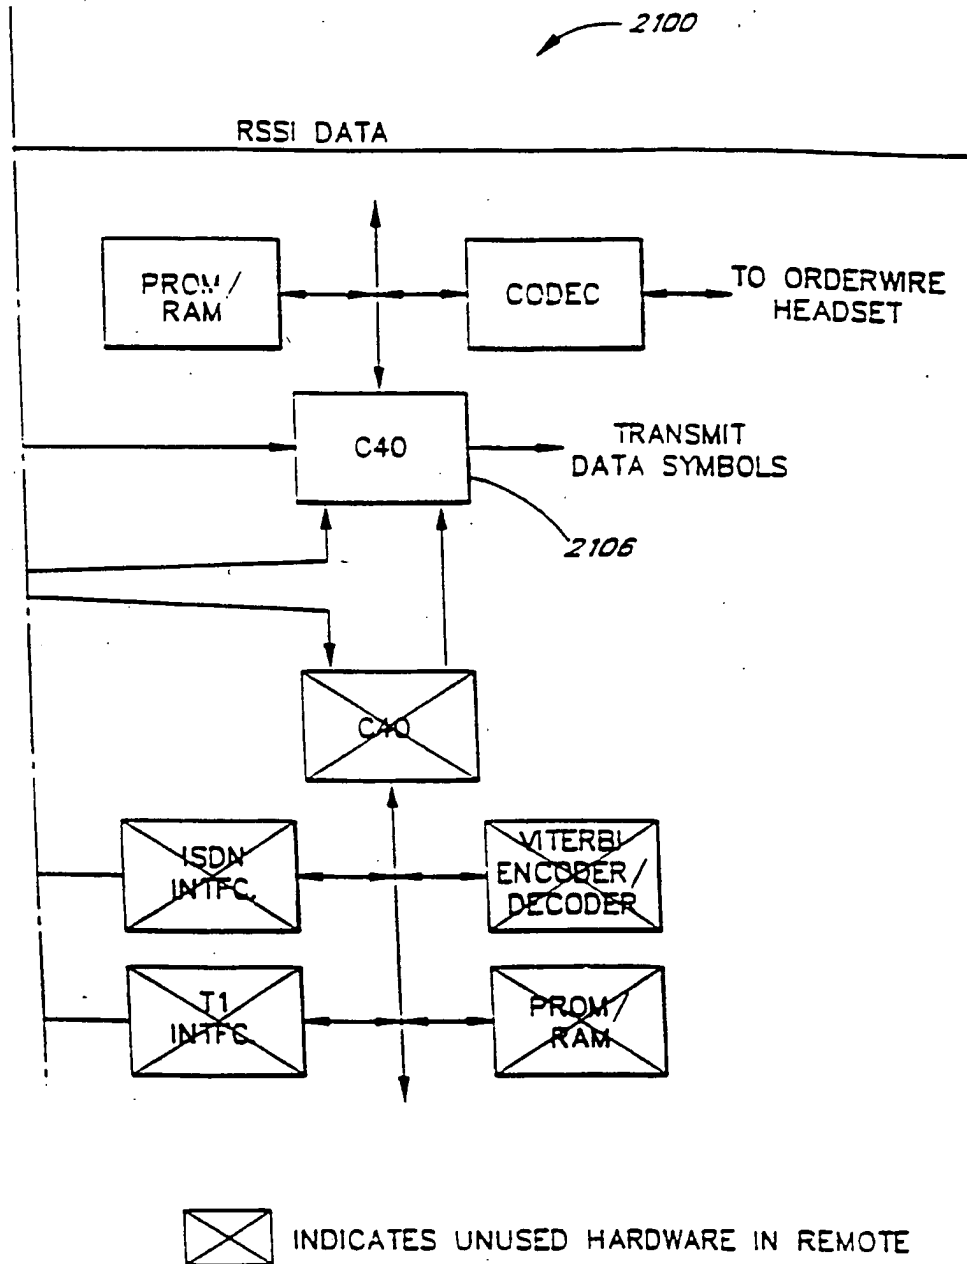 2100
RSSI DATA
PROM/
RAM
CODEC
TO ORDERWIRE
HEADSET
C40
TRANSMIT
DATA SYMBOLS
2106
C40
ISDN
INTFC.
VITERBI
ENCODER/
DECODER
T1
INTFC.
PROM/
RAM
INDICATES UNUSED HARDWARE IN REMOTE